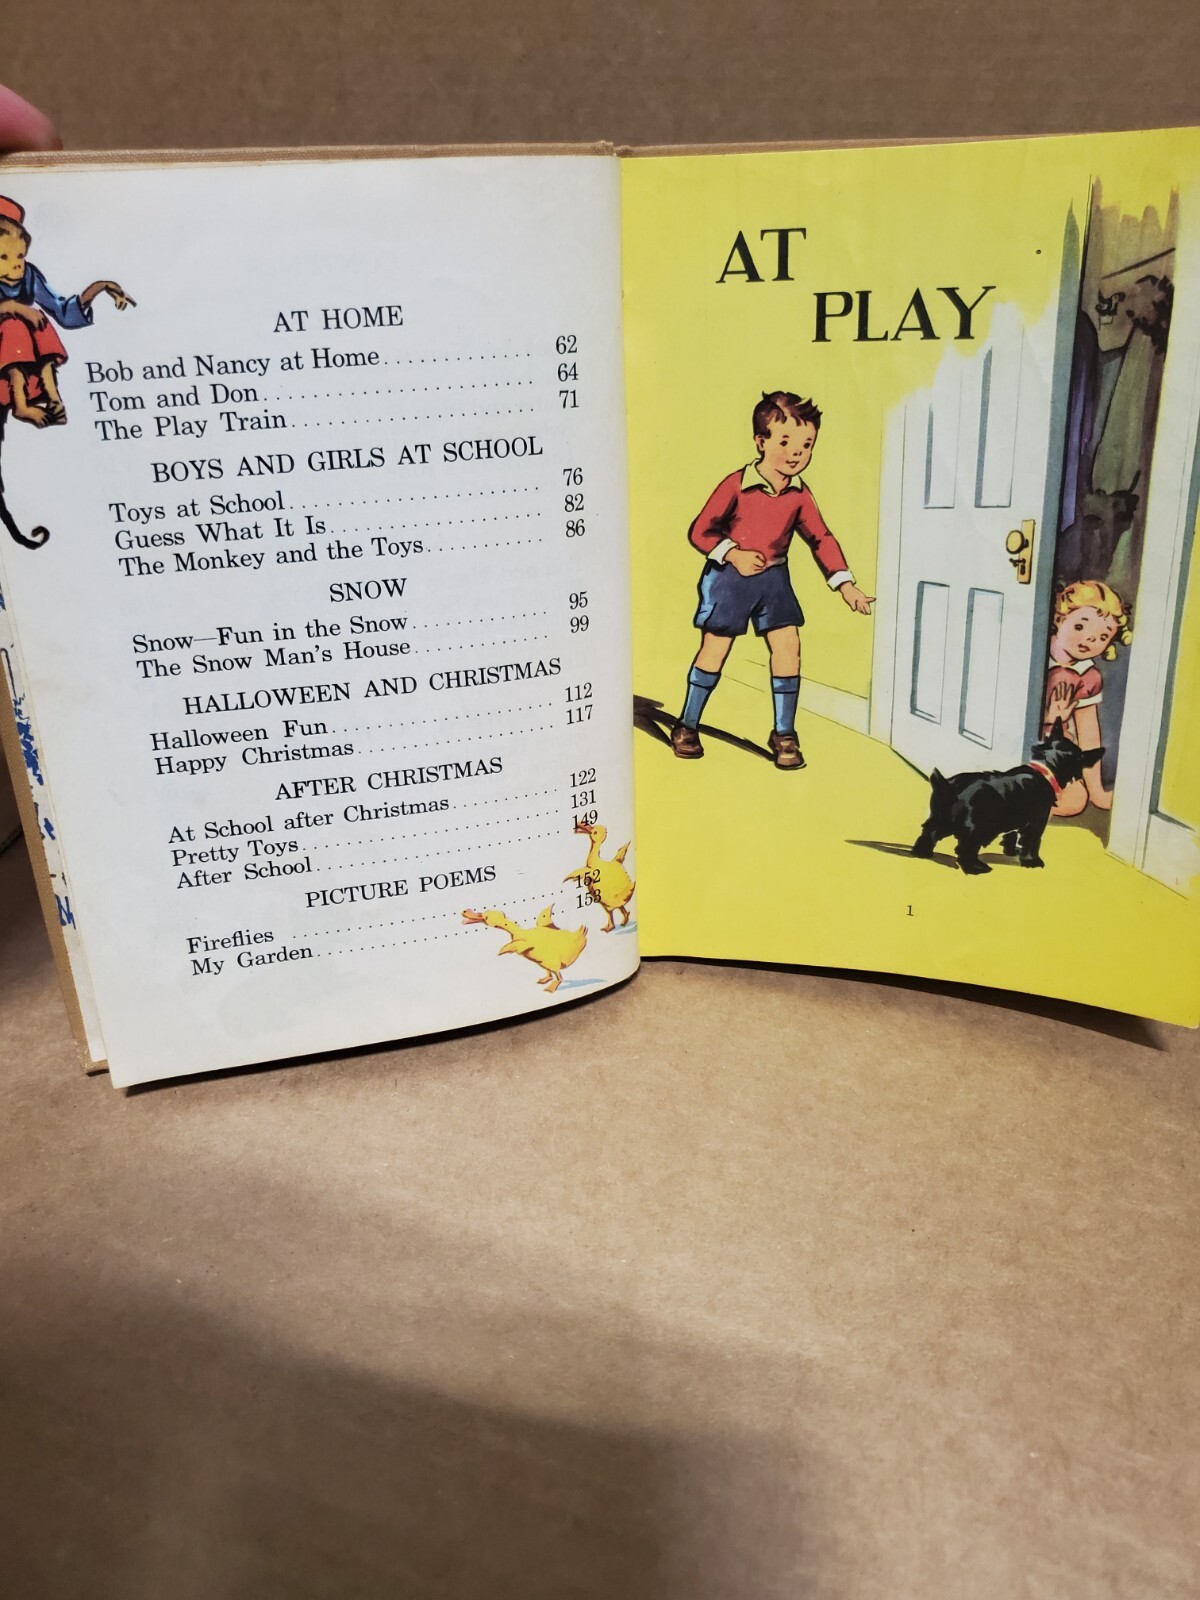 AT HOME
Bob and Nancy at Home............. 62
Tom and Don......................... 64
The Play Train....................... 71
BOYS AND GIRLS AT SCHOOL
Toys at School....................... 76
Guess What It Is.................... 82
The Monkey and the Toys........... 86
SNOW
Snow—Fun in the Snow............. 95
The Snow Man's House............. 99
HALLOWEEN AND CHRISTMAS
Halloween Fun..................... 112
Happy Christmas................... 117
AFTER CHRISTMAS
At School after Christmas........... 122
Pretty Toys......................... 131
After School........................ 149
PICTURE POEMS
Fireflies ........................... 152
My Garden......................... 153
AT
PLAY
1